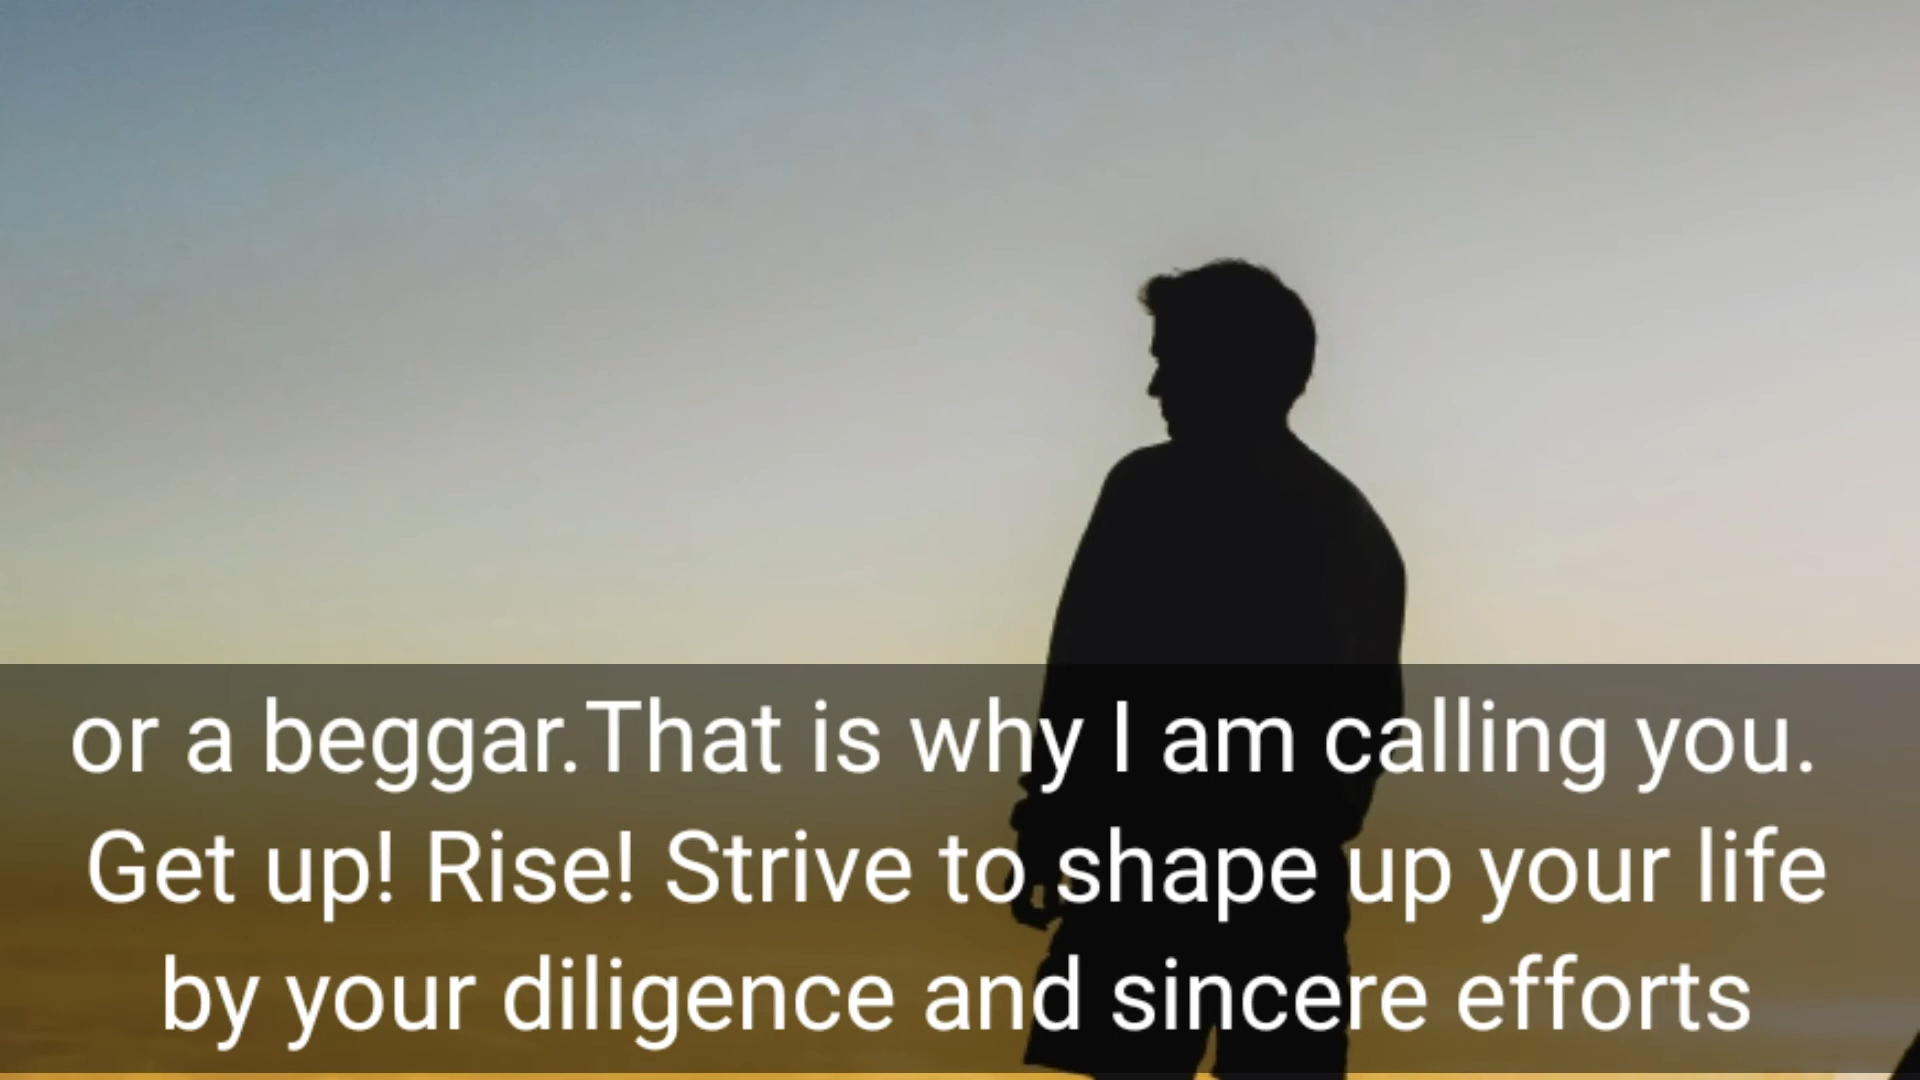 or a beggar.That is why I am calling you.
Get up! Rise! Strive to shape up your life
by your diligence and sincere efforts